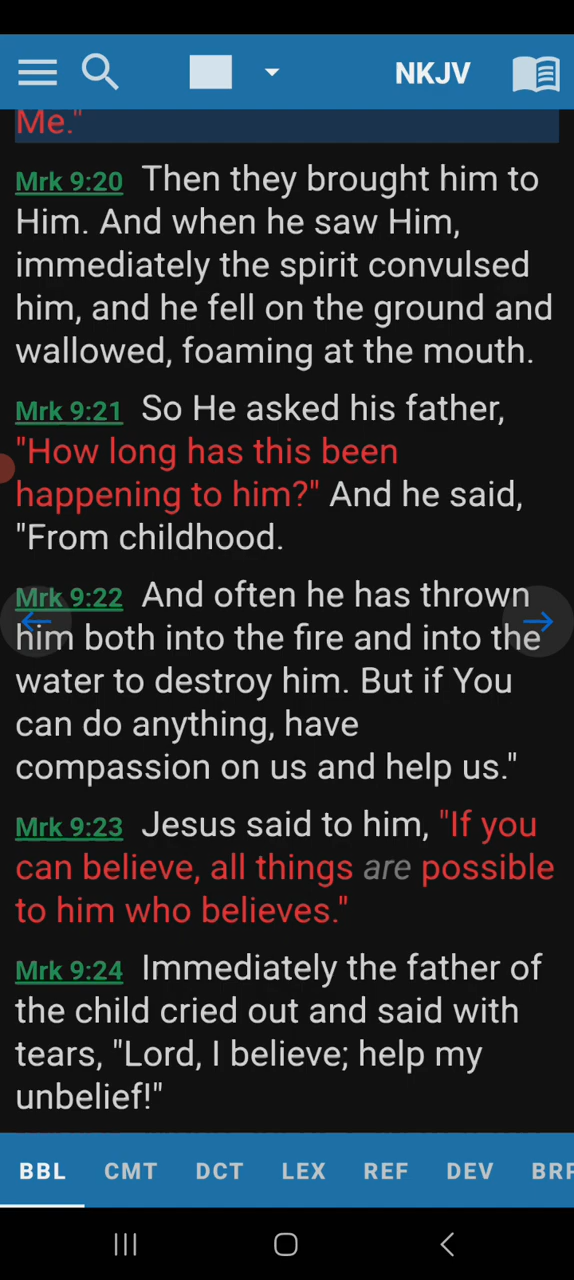 NKJV
Me."
Mrk 9:20 Then they brought him to
Him. And when he saw Him,
immediately the spirit convulsed
him, and he fell on the ground and
wallowed, foaming at the mouth.
Mrk 9:21 So He asked his father,
"How long has this been
happening to him?" And he said,
"From childhood.
Mrk 9:22 And often he has thrown
him both into the fire and into the
water to destroy him. But if You
can do anything, have
compassion on us and help us."
Mrk 9:23 Jesus said to him, "If you
can believe, all things are possible
to him who believes."
Mrk 9:24 Immediately the father of
the child cried out and said with
tears, "Lord, I believe; help my
unbelief!"
BBL CMT DCT LEX REF DEV BRP